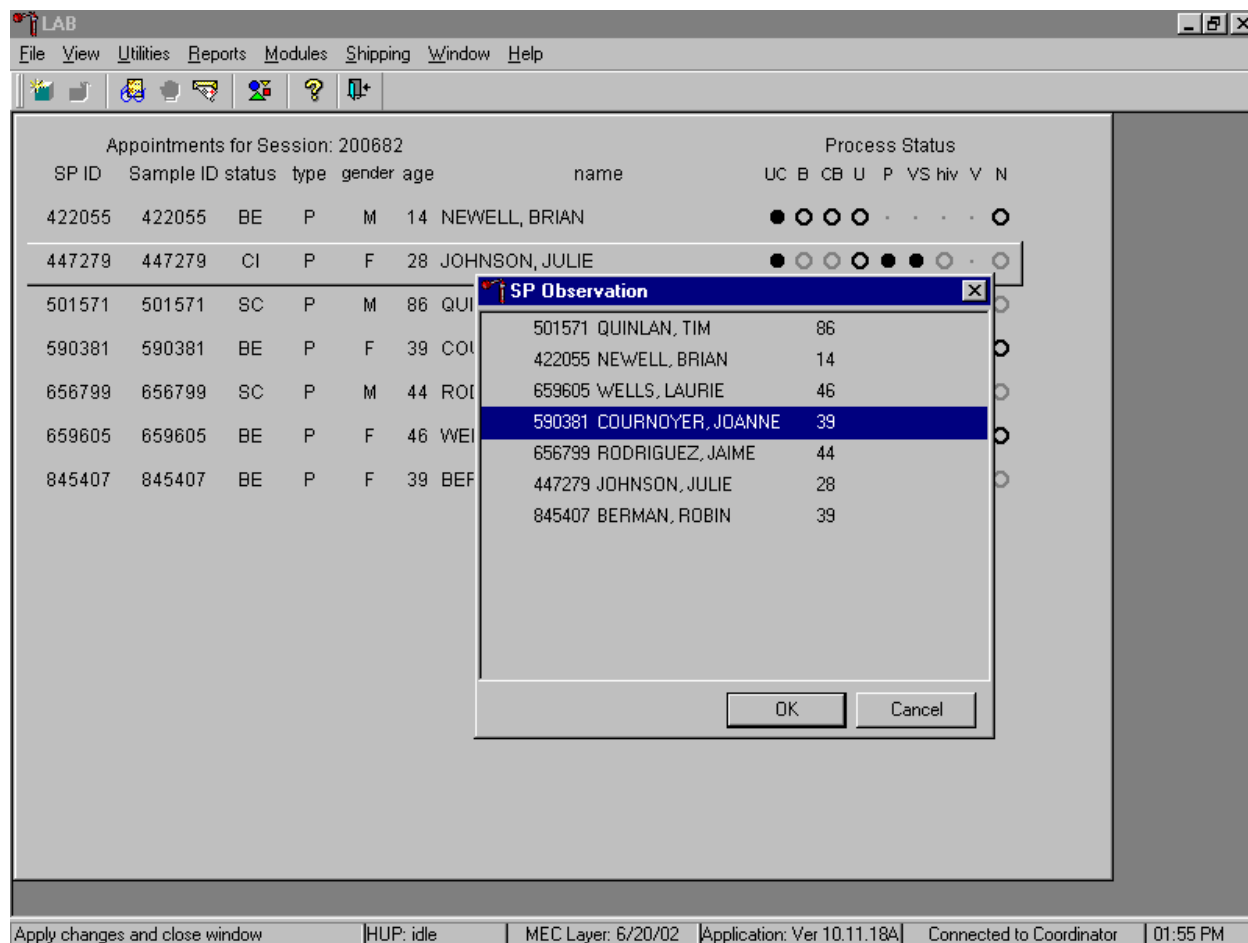 LAB
File View Utilities Reports Modules Shipping Window Help
Appointments for Session: 200682 Process Status
SP ID Sample ID status type gender age name UC B CB U P VS hiv V N
422055 422055 BE P M 14 NEWELL, BRIAN
447279 447279 CI P F 28 JOHNSON, JULIE
501571 501571 SC P M 86 QUI
590381 590381 BE P F 39 COU
656799 656799 SC P M 44 ROD
659605 659605 BE P F 46 WEL
845407 845407 BE P F 39 BER
SP Observation
501571 QUINLAN, TIM 86
422055 NEWELL, BRIAN 14
659605 WELLS, LAURIE 46
590381 COURNOYER, JOANNE 39
656799 RODRIGUEZ, JAIME 44
447279 JOHNSON, JULIE 28
845407 BERMAN, ROBIN 39
OK Cancel
Apply changes and close window HUP: idle MEC Layer: 6/20/02 Application: Ver 10.11.18A Connected to Coordinator 01:55 PM